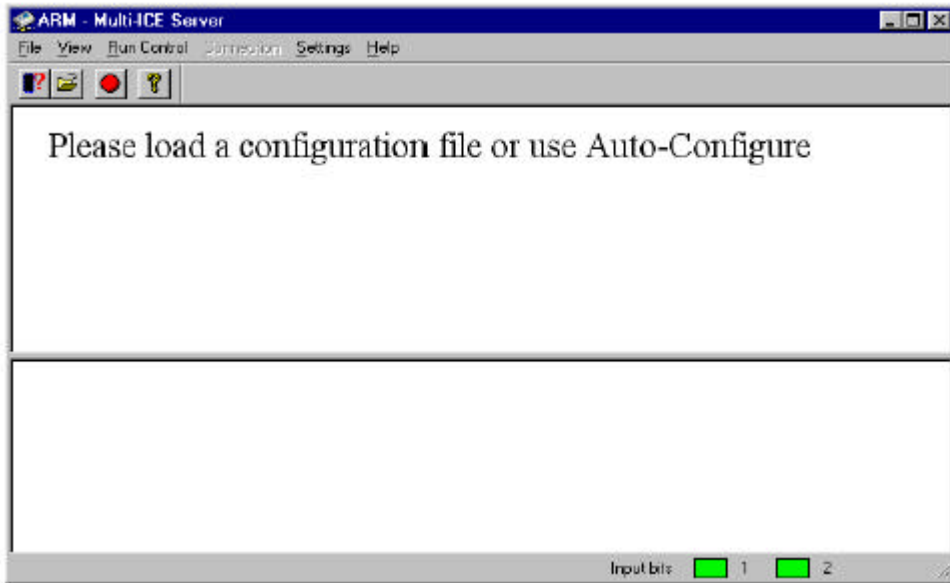 ARM - Multi-ICE Server
File View Run Control Connection Settings Help
Please load a configuration file or use Auto-Configure
Input bits 1 2